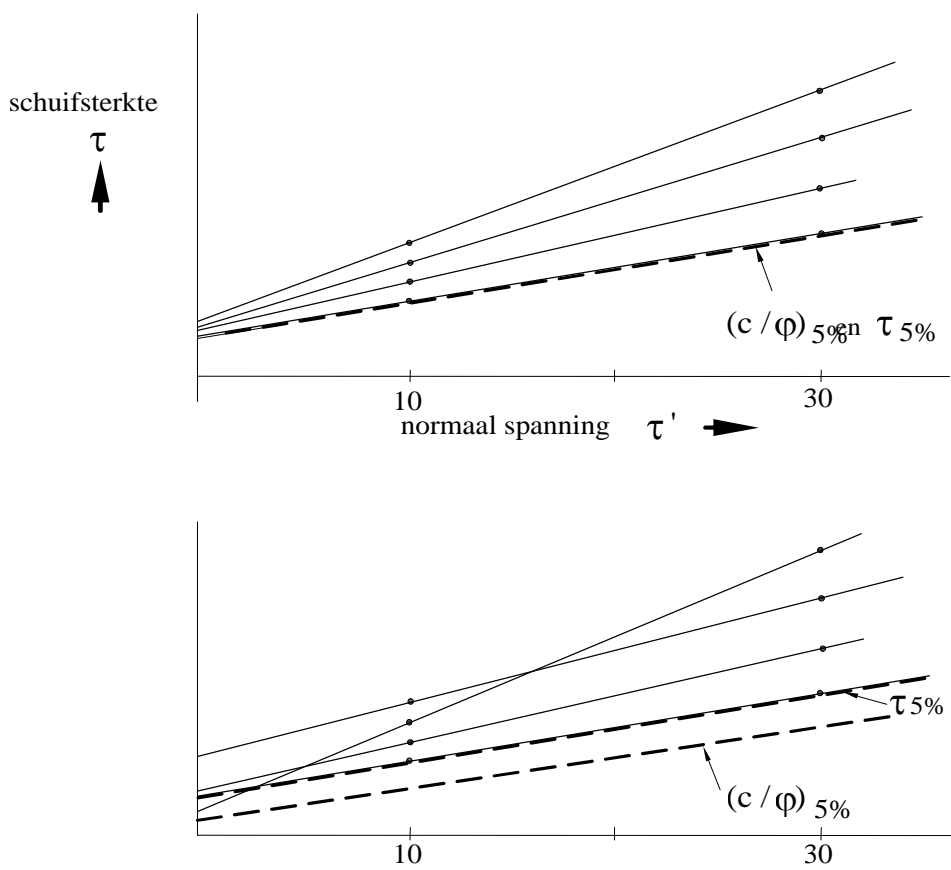 schuifsterkte
τ
(c/φ) 5% en τ 5%
10
30
normaal spanning τ'
τ 5%
(c/φ) 5%
10
30